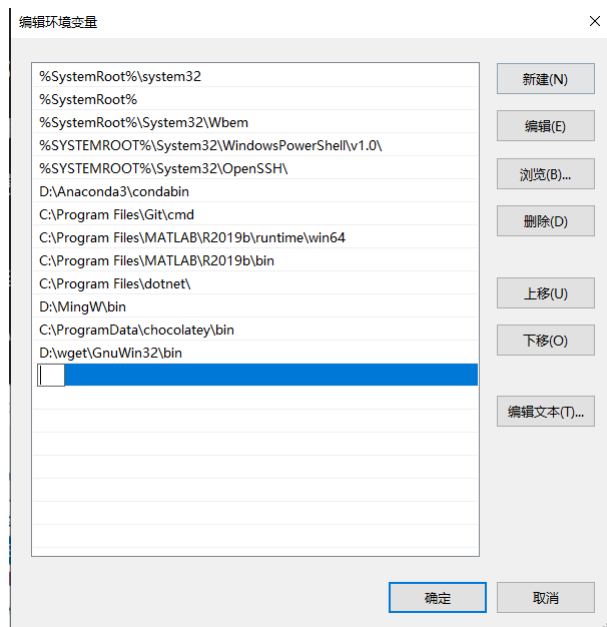 编辑环境变量
%SystemRoot%\system32
%SystemRoot%
%SystemRoot%\System32\Wbem
%SYSTEMROOT%\System32\WindowsPowerShell\v1.0\
%SYSTEMROOT%\System32\OpenSSH\
D:\Anaconda3\condabin
C:\Program Files\Git\cmd
C:\Program Files\MATLAB\R2019b\runtime\win64
C:\Program Files\MATLAB\R2019b\bin
C:\Program Files\dotnet\
D:\MingW\bin
C:\ProgramData\chocolatey\bin
D:\wget\GnuWin32\bin
新建(N)
编辑(E)
浏览(B)...
删除(D)
上移(U)
下移(O)
编辑文本(T)...
确定
取消